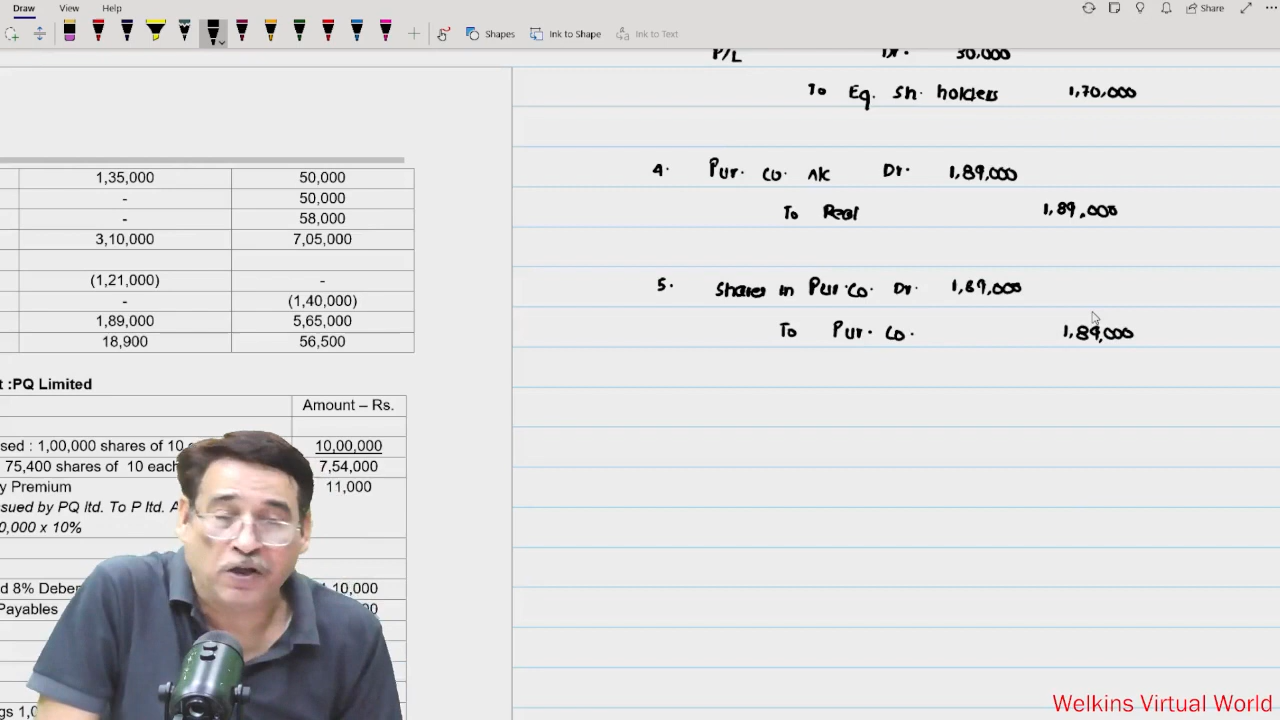 Draw View Help
Share
Shapes Ink to Shape Ink to Text
P/L Dr. 30,000
To Eq. Sh. holders 1,70,000
4. Pur. Co. A/c Dr. 1,89,000
To Real 1,89,000
5. Shares in Pur. Co. Dr. 1,89,000
To Pur. Co. 1,89,000
1,35,000 50,000
- 50,000
- 58,000
3,10,000 7,05,000
(1,21,000) -
- (1,40,000)
1,89,000 5,65,000
18,900 56,500
t :PQ Limited
Amount – Rs.
sed : 1,00,000 shares of 10 e 10,00,000
75,400 shares of 10 each 7,54,000
y Premium 11,000
sued by PQ ltd. To P ltd. A
0,000 x 10%
d 8% Deber 1,10,000
Payables 00
gs 1,0
Welkins Virtual World